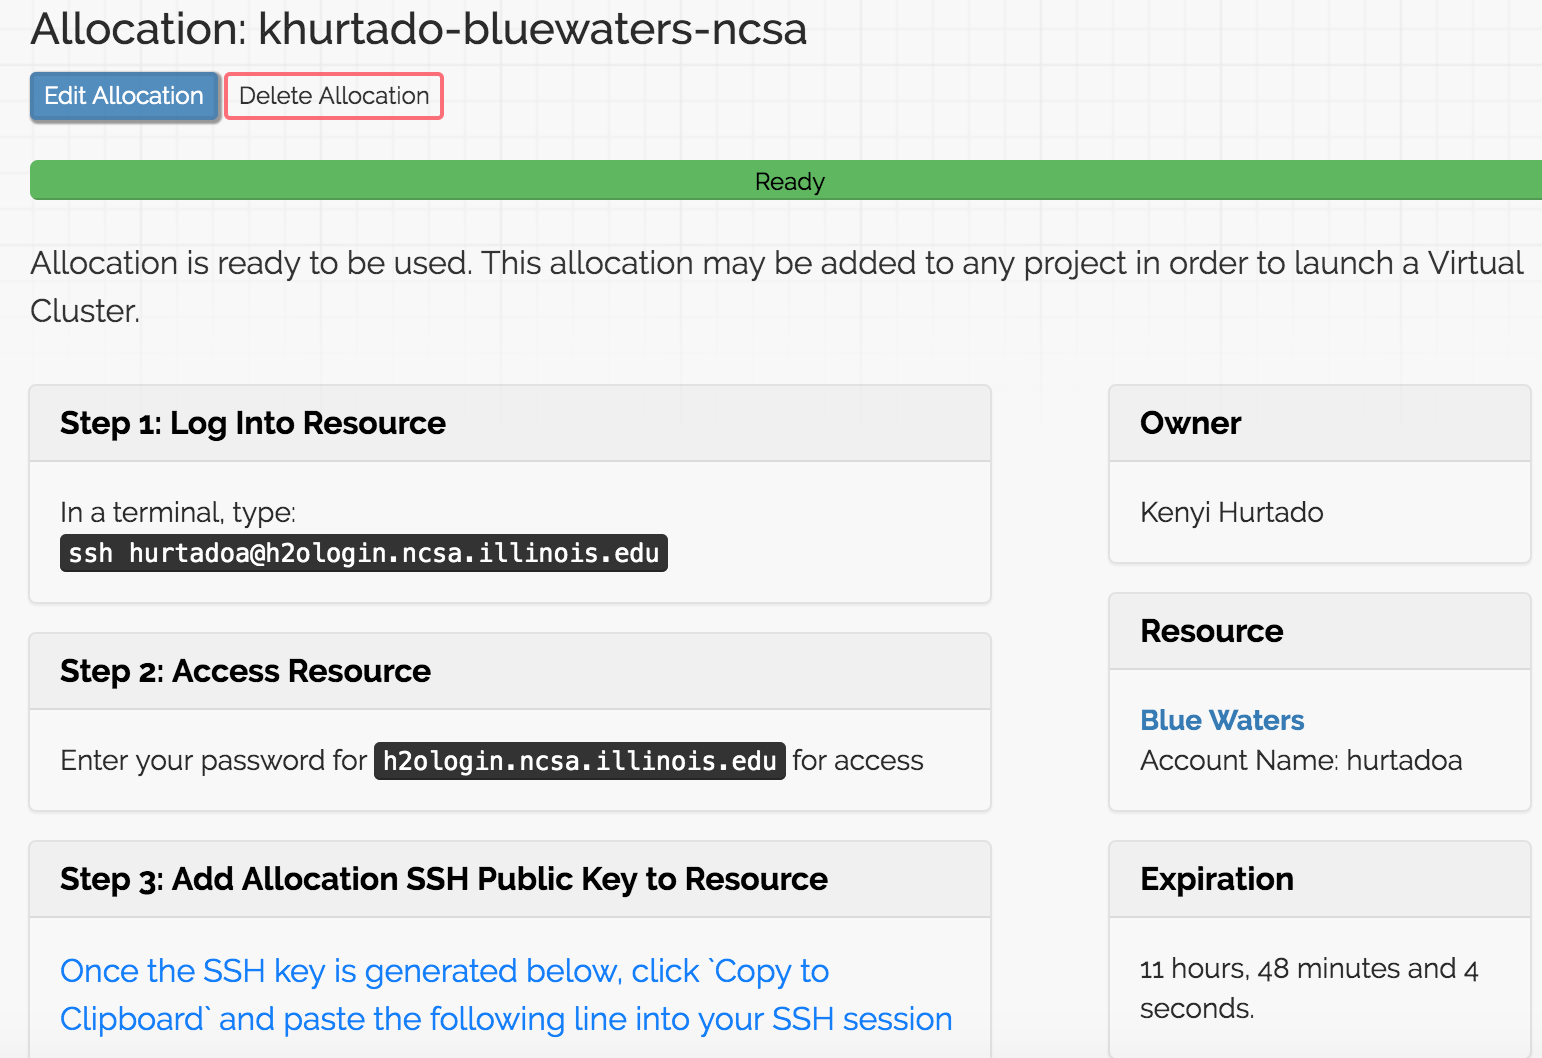 Allocation: khurtado-bluewaters-ncsa
Edit Allocation
Delete Allocation
Ready
Allocation is ready to be used. This allocation may be added to any project in order to launch a Virtual
Cluster.
Step 1: Log Into Resource
In a terminal, type:
ssh hurtadoa@h2ologin.ncsa.illinois.edu
Step 2: Access Resource
Enter your password for h2ologin.ncsa.illinois.edu for access
Step 3: Add Allocation SSH Public Key to Resource
Once the SSH key is generated below, click `Copy to
Clipboard` and paste the following line into your SSH session
Owner
Kenyi Hurtado
Resource
Blue Waters
Account Name: hurtadoa
Expiration
11 hours, 48 minutes and 4
seconds.